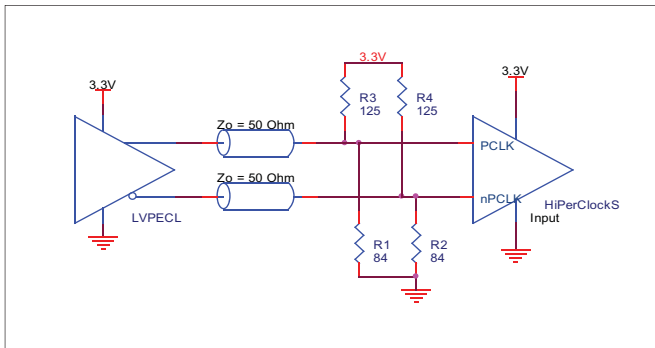 3.3V
3.3V
3.3V
R3
125
R4
125
Zo = 50 Ohm
PCLK
Zo = 50 Ohm
nPCLK
HiPerClockS
Input
LVPECL
R1
84
R2
84